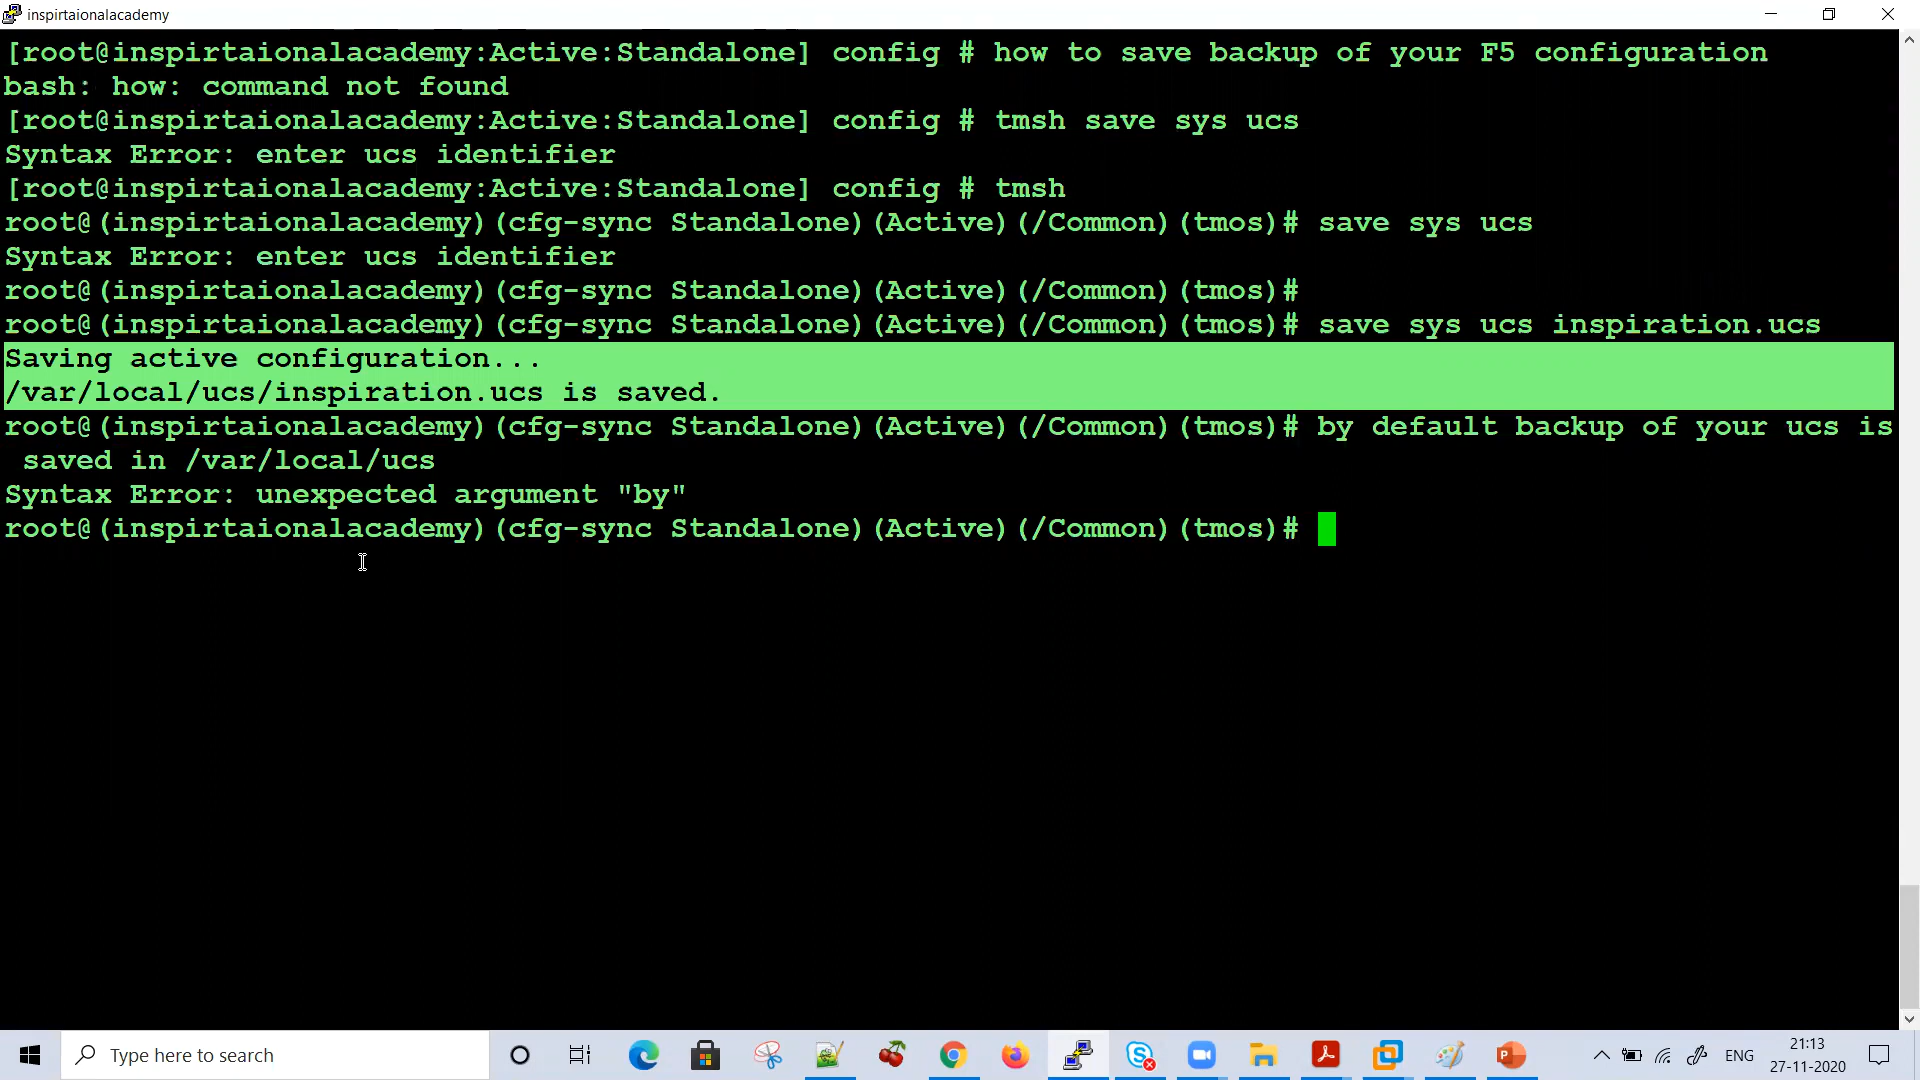 inspirtaionalacademy
[root@inspirtaionalacademy:Active:Standalone] config # how to save backup of your F5 configuration
bash: how: command not found
[root@inspirtaionalacademy:Active:Standalone] config # tmsh save sys ucs
Syntax Error: enter ucs identifier
[root@inspirtaionalacademy:Active:Standalone] config # tmsh
root@(inspirtaionalacademy)(cfg-sync Standalone)(Active)(/Common)(tmos)# save sys ucs
Syntax Error: enter ucs identifier
root@(inspirtaionalacademy)(cfg-sync Standalone)(Active)(/Common)(tmos)#
root@(inspirtaionalacademy)(cfg-sync Standalone)(Active)(/Common)(tmos)# save sys ucs inspiration.ucs
Saving active configuration...
/var/local/ucs/inspiration.ucs is saved.
root@(inspirtaionalacademy)(cfg-sync Standalone)(Active)(/Common)(tmos)# by default backup of your ucs is
 saved in /var/local/ucs
Syntax Error: unexpected argument "by"
root@(inspirtaionalacademy)(cfg-sync Standalone)(Active)(/Common)(tmos)#
Type here to search
ENG
21:13
27-11-2020